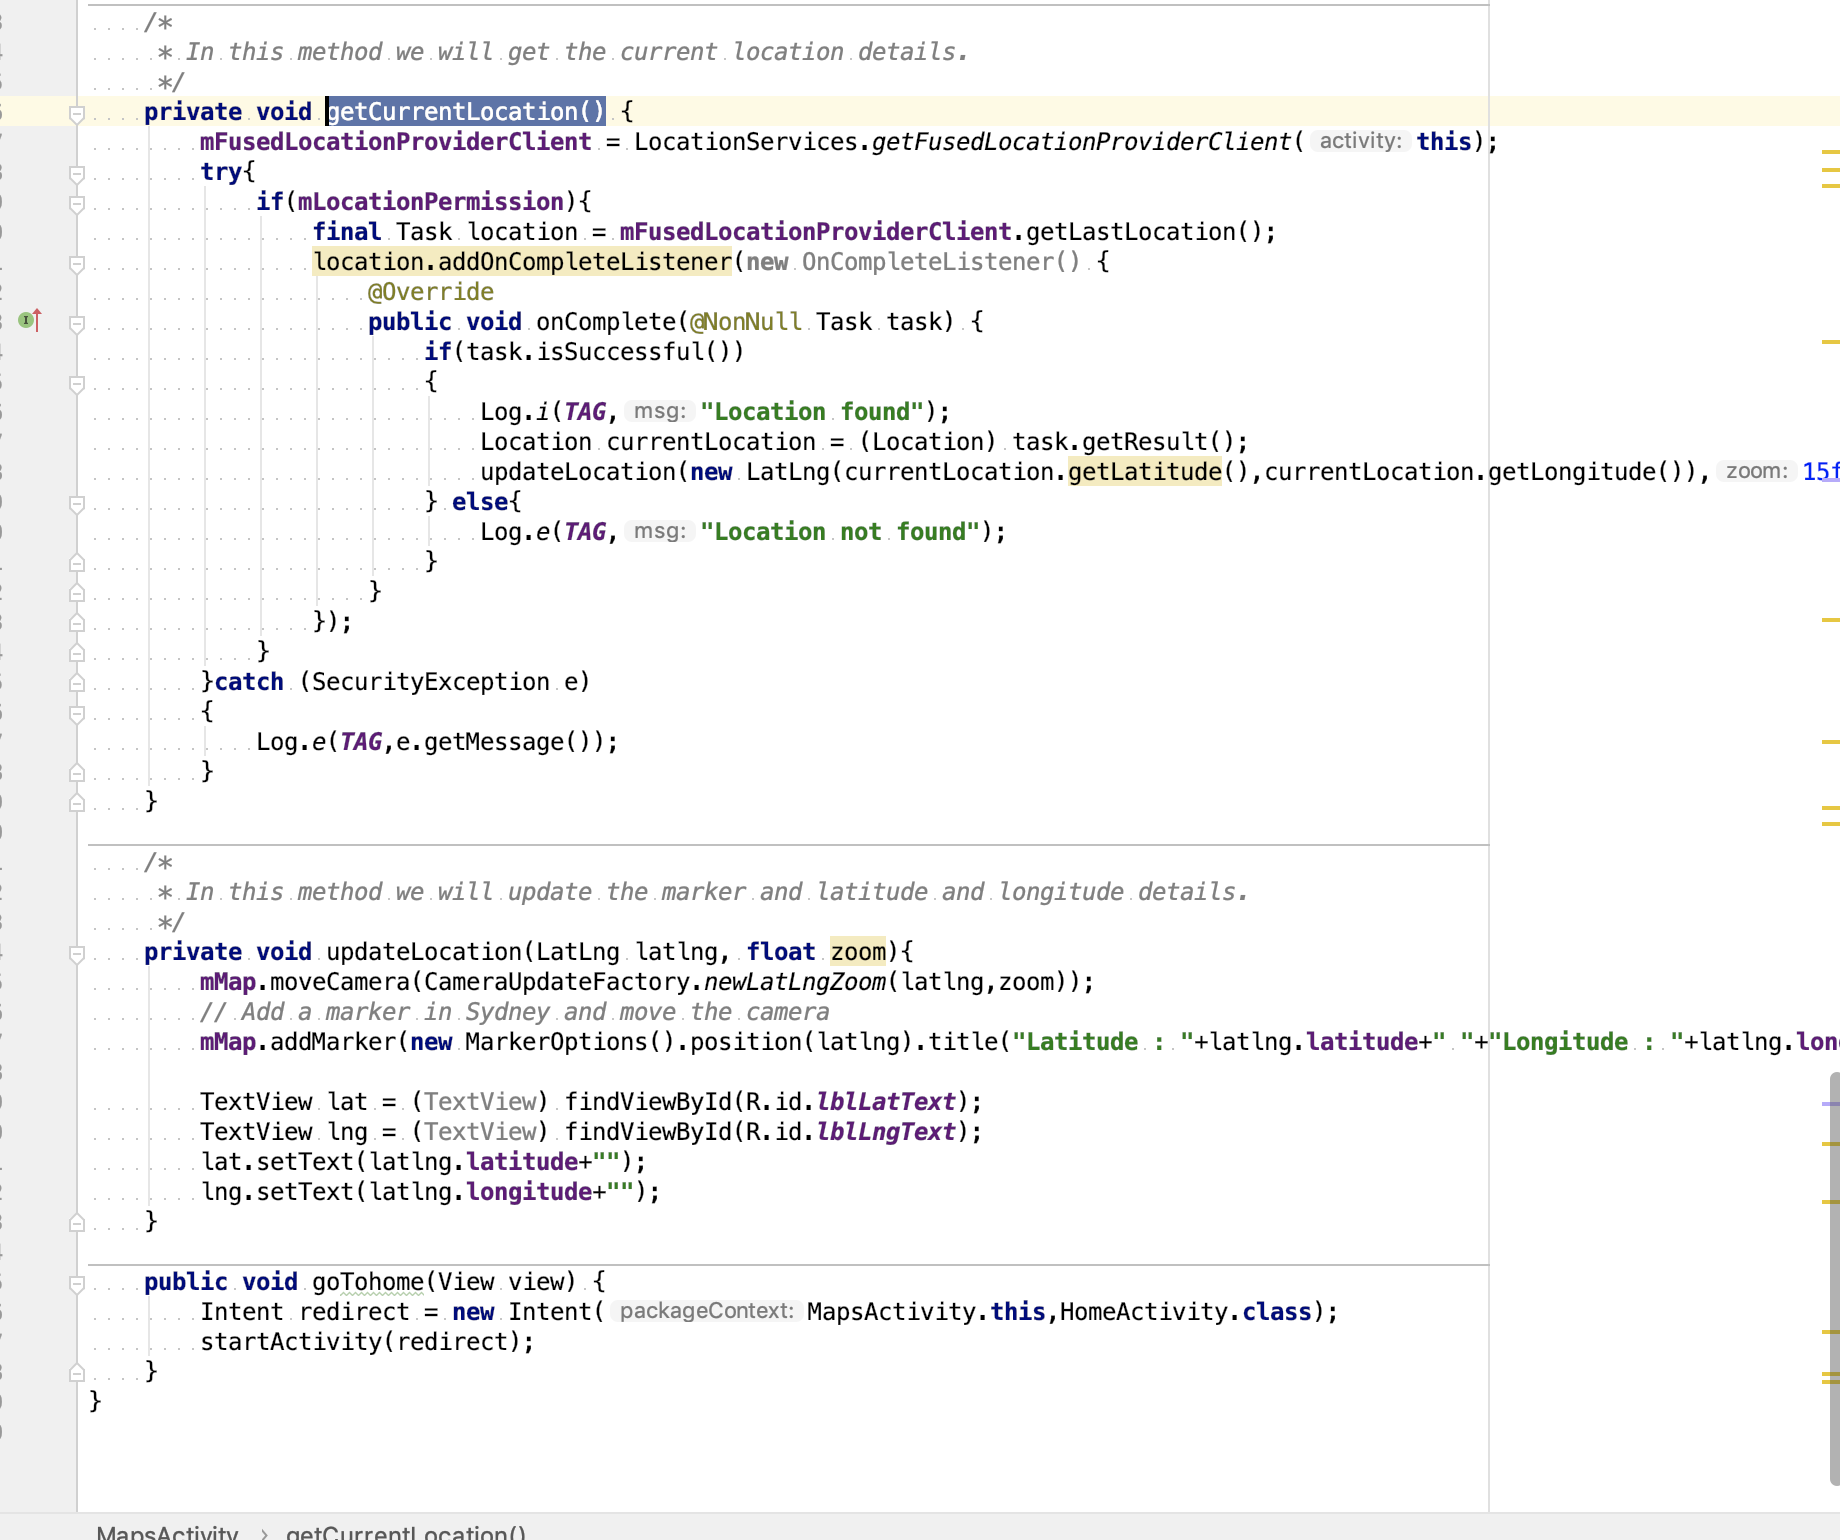 /*
* In this method we will get the current location details.
*/
private void getCurrentLocation() {
mFusedLocationProviderClient = LocationServices.getFusedLocationProviderClient( activity: this);
try{
if(mLocationPermission){
final Task location = mFusedLocationProviderClient.getLastLocation();
location.addOnCompleteListener(new OnCompleteListener() {
@Override
public void onComplete(@NonNull Task task) {
if(task.isSuccessful())
{
Log.i(TAG, msg: "Location found");
Location currentLocation = (Location) task.getResult();
updateLocation(new LatLng(currentLocation.getLatitude(),currentLocation.getLongitude()), zoom: 15f
} else{
Log.e(TAG, msg: "Location not found");
}
}
});
}
}catch (SecurityException e)
{
Log.e(TAG,e.getMessage());
}
}
/*
* In this method we will update the marker and latitude and longitude details.
*/
private void updateLocation(LatLng latlng, float zoom){
mMap.moveCamera(CameraUpdateFactory.newLatLngZoom(latlng,zoom));
// Add a marker in Sydney and move the camera
mMap.addMarker(new MarkerOptions().position(latlng).title("Latitude : "+latlng.latitude+" "+"Longitude : "+latlng.lon
TextView lat = (TextView) findViewById(R.id.lblLatText);
TextView lng = (TextView) findViewById(R.id.lblLngText);
lat.setText(latlng.latitude+"");
lng.setText(latlng.longitude+"");
}
public void goTohome(View view) {
Intent redirect = new Intent( packageContext: MapsActivity.this,HomeActivity.class);
startActivity(redirect);
}
}
MapsActivity › getCurrentLocation()